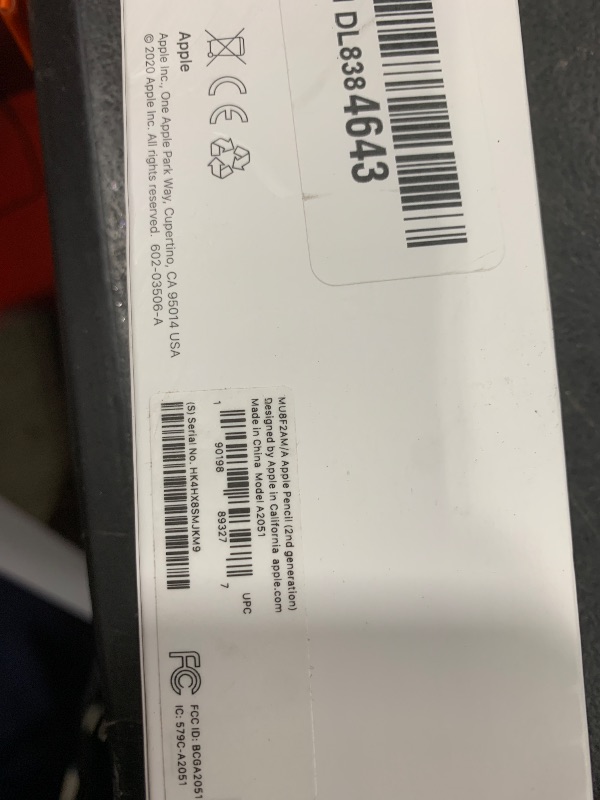 DL8384643
Apple
Apple Inc., One Apple Park Way, Cupertino, CA 95014 USA
© 2020 Apple Inc. All rights reserved. 602-03506-A
MU8F2AM/A Apple Pencil (2nd generation)
Designed by Apple in California apple.com
Made in China Model A2051
UPC
1 90198 89327 7
(S) Serial No. HK4HX8SMJKM9
FCC ID: BCGA2051
IC: 579C-A2051